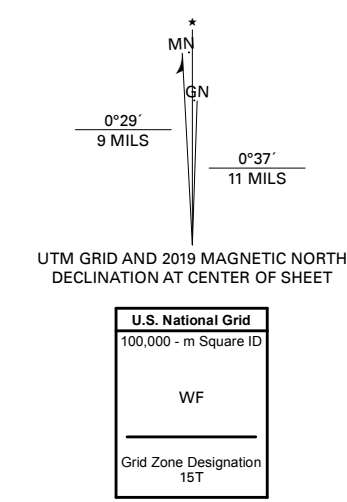 ★
MN
GN
0°29´
9 MILS
0°37´
11 MILS
UTM GRID AND 2019 MAGNETIC NORTH
DECLINATION AT CENTER OF SHEET
U.S. National Grid
100,000 - m Square ID
WF
Grid Zone Designation
15T